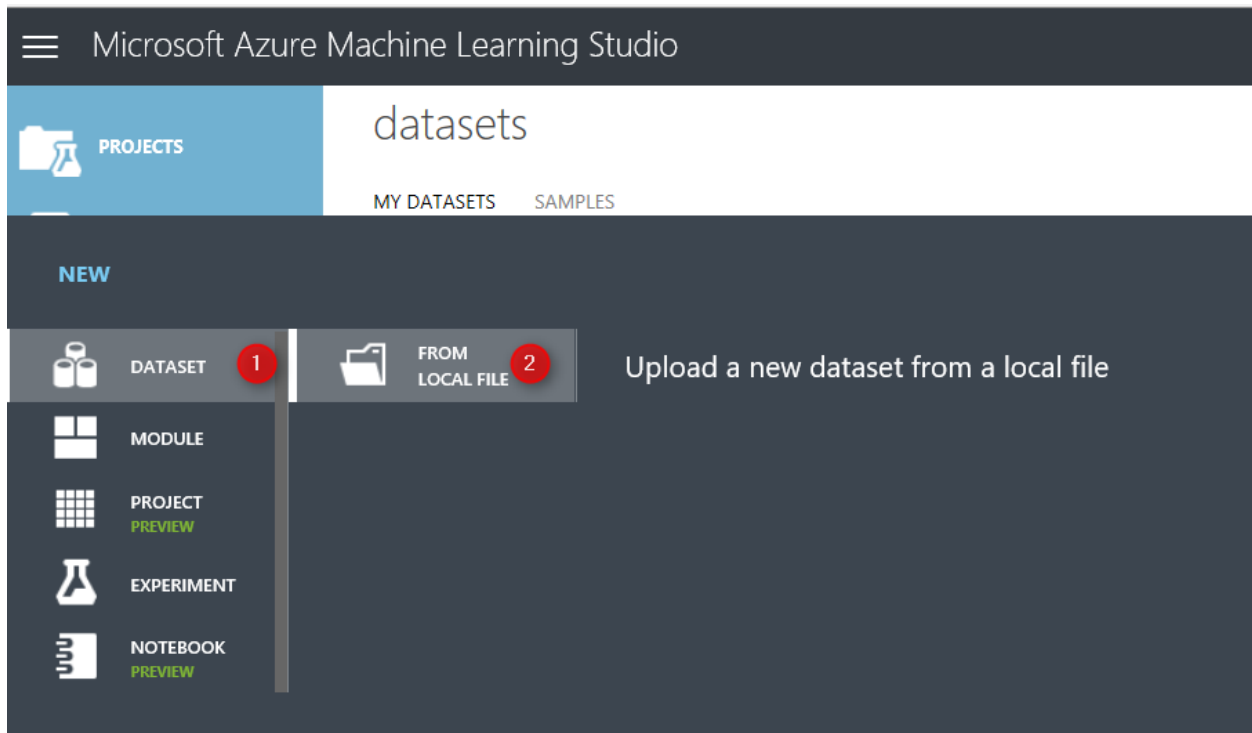 Microsoft Azure Machine Learning Studio
PROJECTS
datasets
MY DATASETS SAMPLES
NEW
DATASET 1
FROM
LOCAL FILE 2
Upload a new dataset from a local file
MODULE
PROJECT
PREVIEW
EXPERIMENT
NOTEBOOK
PREVIEW